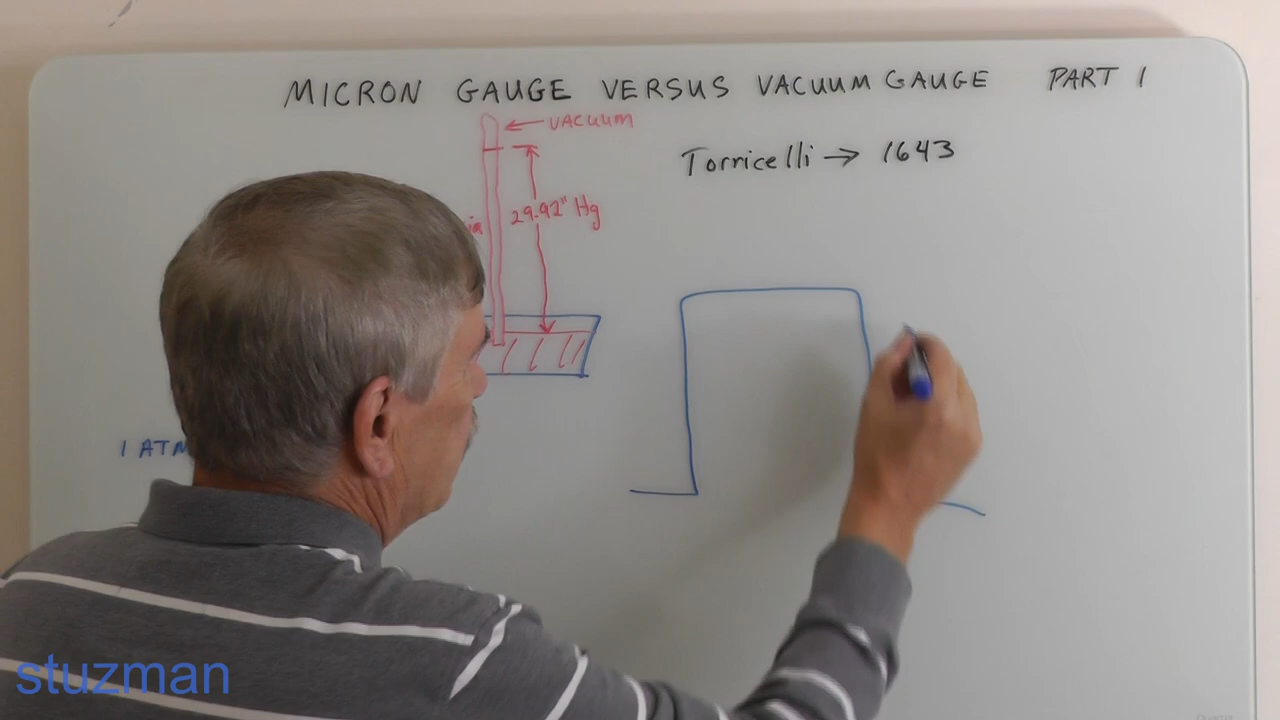 MICRON GAUGE VERSUS VACUUM GAUGE PART 1
VACUUM
Torricelli → 1643
29.92" Hg
1 ATM
stuzman